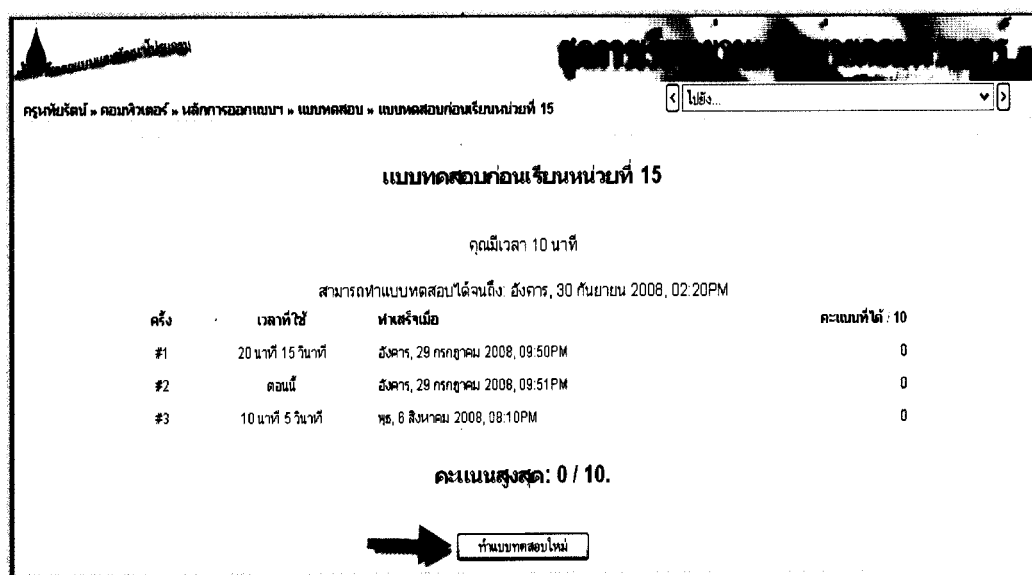 ไปยัง...
ครูหทัยรัตน์ » คอมพิวเตอร์ » หลักการออกแบบฯ » แบบทดสอบ » แบบทดสอบก่อนเรียนหน่วยที่ 15
แบบทดสอบก่อนเรียนหน่วยที่ 15
คุณมีเวลา 10 นาที
สามารถทำแบบทดสอบได้จนถึง: อังคาร, 30 กันยายน 2008, 02:20PM
ครั้ง เวลาที่ใช้ ทำเสร็จเมื่อ คะแนนที่ได้ / 10
#1 20 นาที 15 วินาที อังคาร, 29 กรกฎาคม 2008, 09:50PM 0
#2 ตอนนี้ อังคาร, 29 กรกฎาคม 2008, 09:51PM 0
#3 10 นาที 5 วินาที พุธ, 6 สิงหาคม 2008, 08:10PM 0
คะแนนสูงสุด: 0 / 10.
ทำแบบทดสอบใหม่